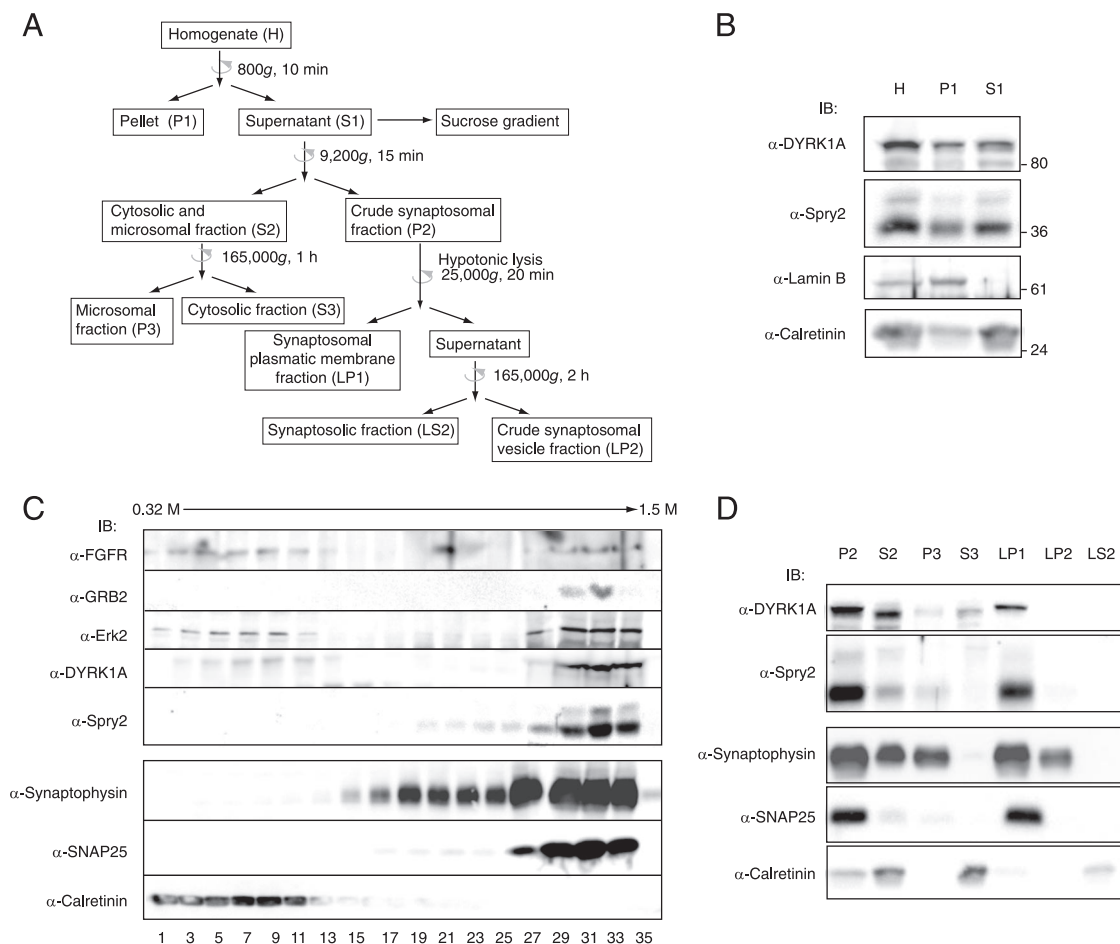 A
Homogenate (H)
800g, 10 min
Pellet (P1)
Supernatant (S1)
Sucrose gradient
9,200g, 15 min
Cytosolic and
microsomal fraction (S2)
Crude synaptosomal
fraction (P2)
165,000g, 1 h
Hypotonic lysis
25,000g, 20 min
Microsomal
fraction (P3)
Cytosolic fraction (S3)
Synaptosomal
plasmatic membrane
fraction (LP1)
Supernatant
165,000g, 2 h
Synaptosolic fraction (LS2)
Crude synaptosomal
vesicle fraction (LP2)
B
H P1 S1
IB:
α-DYRK1A
80
α-Spry2
36
α-Lamin B
61
α-Calretinin
24
C
0.32 M 1.5 M
IB:
α-FGFR
α-GRB2
α-Erk2
α-DYRK1A
α-Spry2
α-Synaptophysin
α-SNAP25
α-Calretinin
1 3 5 7 9 11 13 15 17 19 21 23 25 27 29 31 33 35
D
P2 S2 P3 S3 LP1 LP2 LS2
IB:
α-DYRK1A
α-Spry2
α-Synaptophysin
α-SNAP25
α-Calretinin